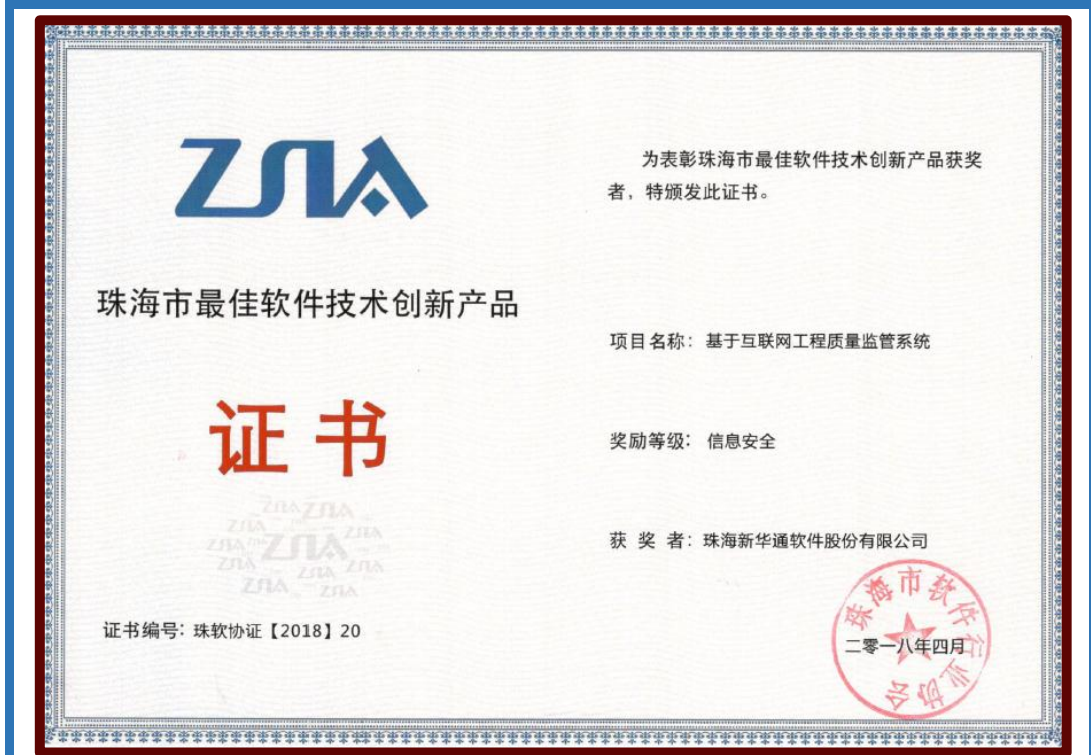 ZSIA
珠海市最佳软件技术创新产品
证书
证书编号：珠软协证【2018】20
为表彰珠海市最佳软件技术创新产品获奖
者，特颁发此证书。
项目名称：基于互联网工程质量监管系统
奖励等级：信息安全
获 奖 者：珠海新华通软件股份有限公司
珠海市软件行业协会
二零一八年四月